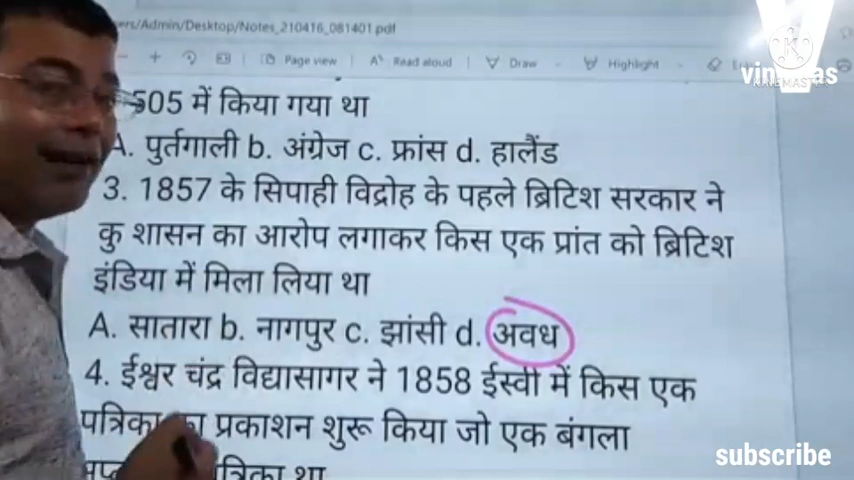 ers/Admin/Desktop/Notes_210416_081401.pdf
Page view
Read aloud
Draw
Highlight
505 में किया गया था
A. पुर्तगाली b. अंग्रेज c. फ्रांस d. हालैंड
3. 1857 के सिपाही विद्रोह के पहले ब्रिटिश सरकार ने
कु शासन का आरोप लगाकर किस एक प्रांत को ब्रिटिश
इंडिया में मिला लिया था
A. सातारा b. नागपुर c. झांसी d. अवध
4. ईश्वर चंद्र विद्यासागर ने 1858 ईस्वी में किस एक
पत्रिका का प्रकाशन शुरू किया जो एक बंगला
था
subscribe